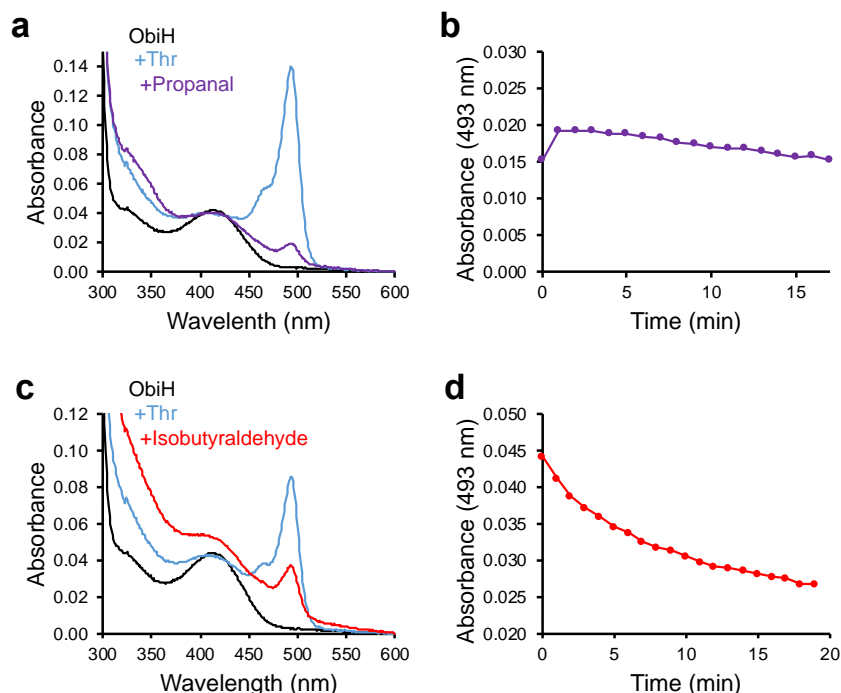 a
ObiH
+Thr
+Propanal
0.14
0.12
0.10
0.08
0.06
0.04
0.02
0.00
Absorbance
300 350 400 450 500 550 600
Wavelenth (nm)
b
0.030
0.025
0.020
0.015
0.010
0.005
0.000
Absorbance (493 nm)
0 5 10 15
Time (min)
c
ObiH
+Thr
+Isobutyraldehyde
0.12
0.10
0.08
0.06
0.04
0.02
0.00
Absorbance
300 350 400 450 500 550 600
Wavelength (nm)
d
0.050
0.045
0.040
0.035
0.030
0.025
0.020
Absorbance (493 nm)
0 5 10 15 20
Time (min)